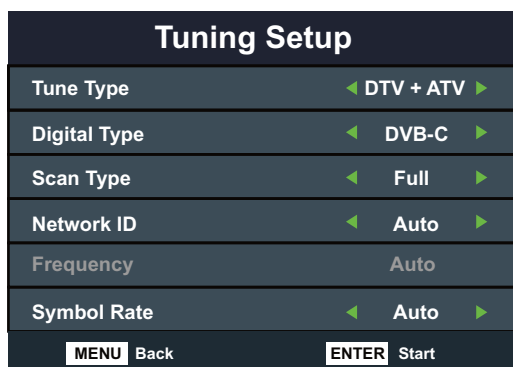 Tuning Setup
Tune Type DTV + ATV
Digital Type DVB-C
Scan Type Full
Network ID Auto
Frequency Auto
Symbol Rate Auto
MENU Back ENTER Start